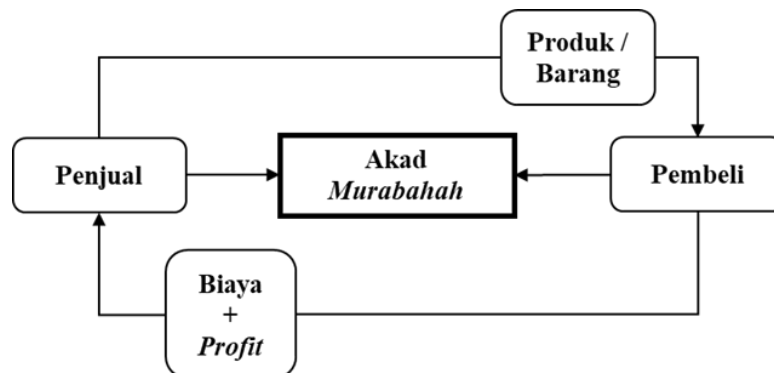 Produk /
Barang
Penjual
Akad
Murabahah
Pembeli
Biaya
+
Profit